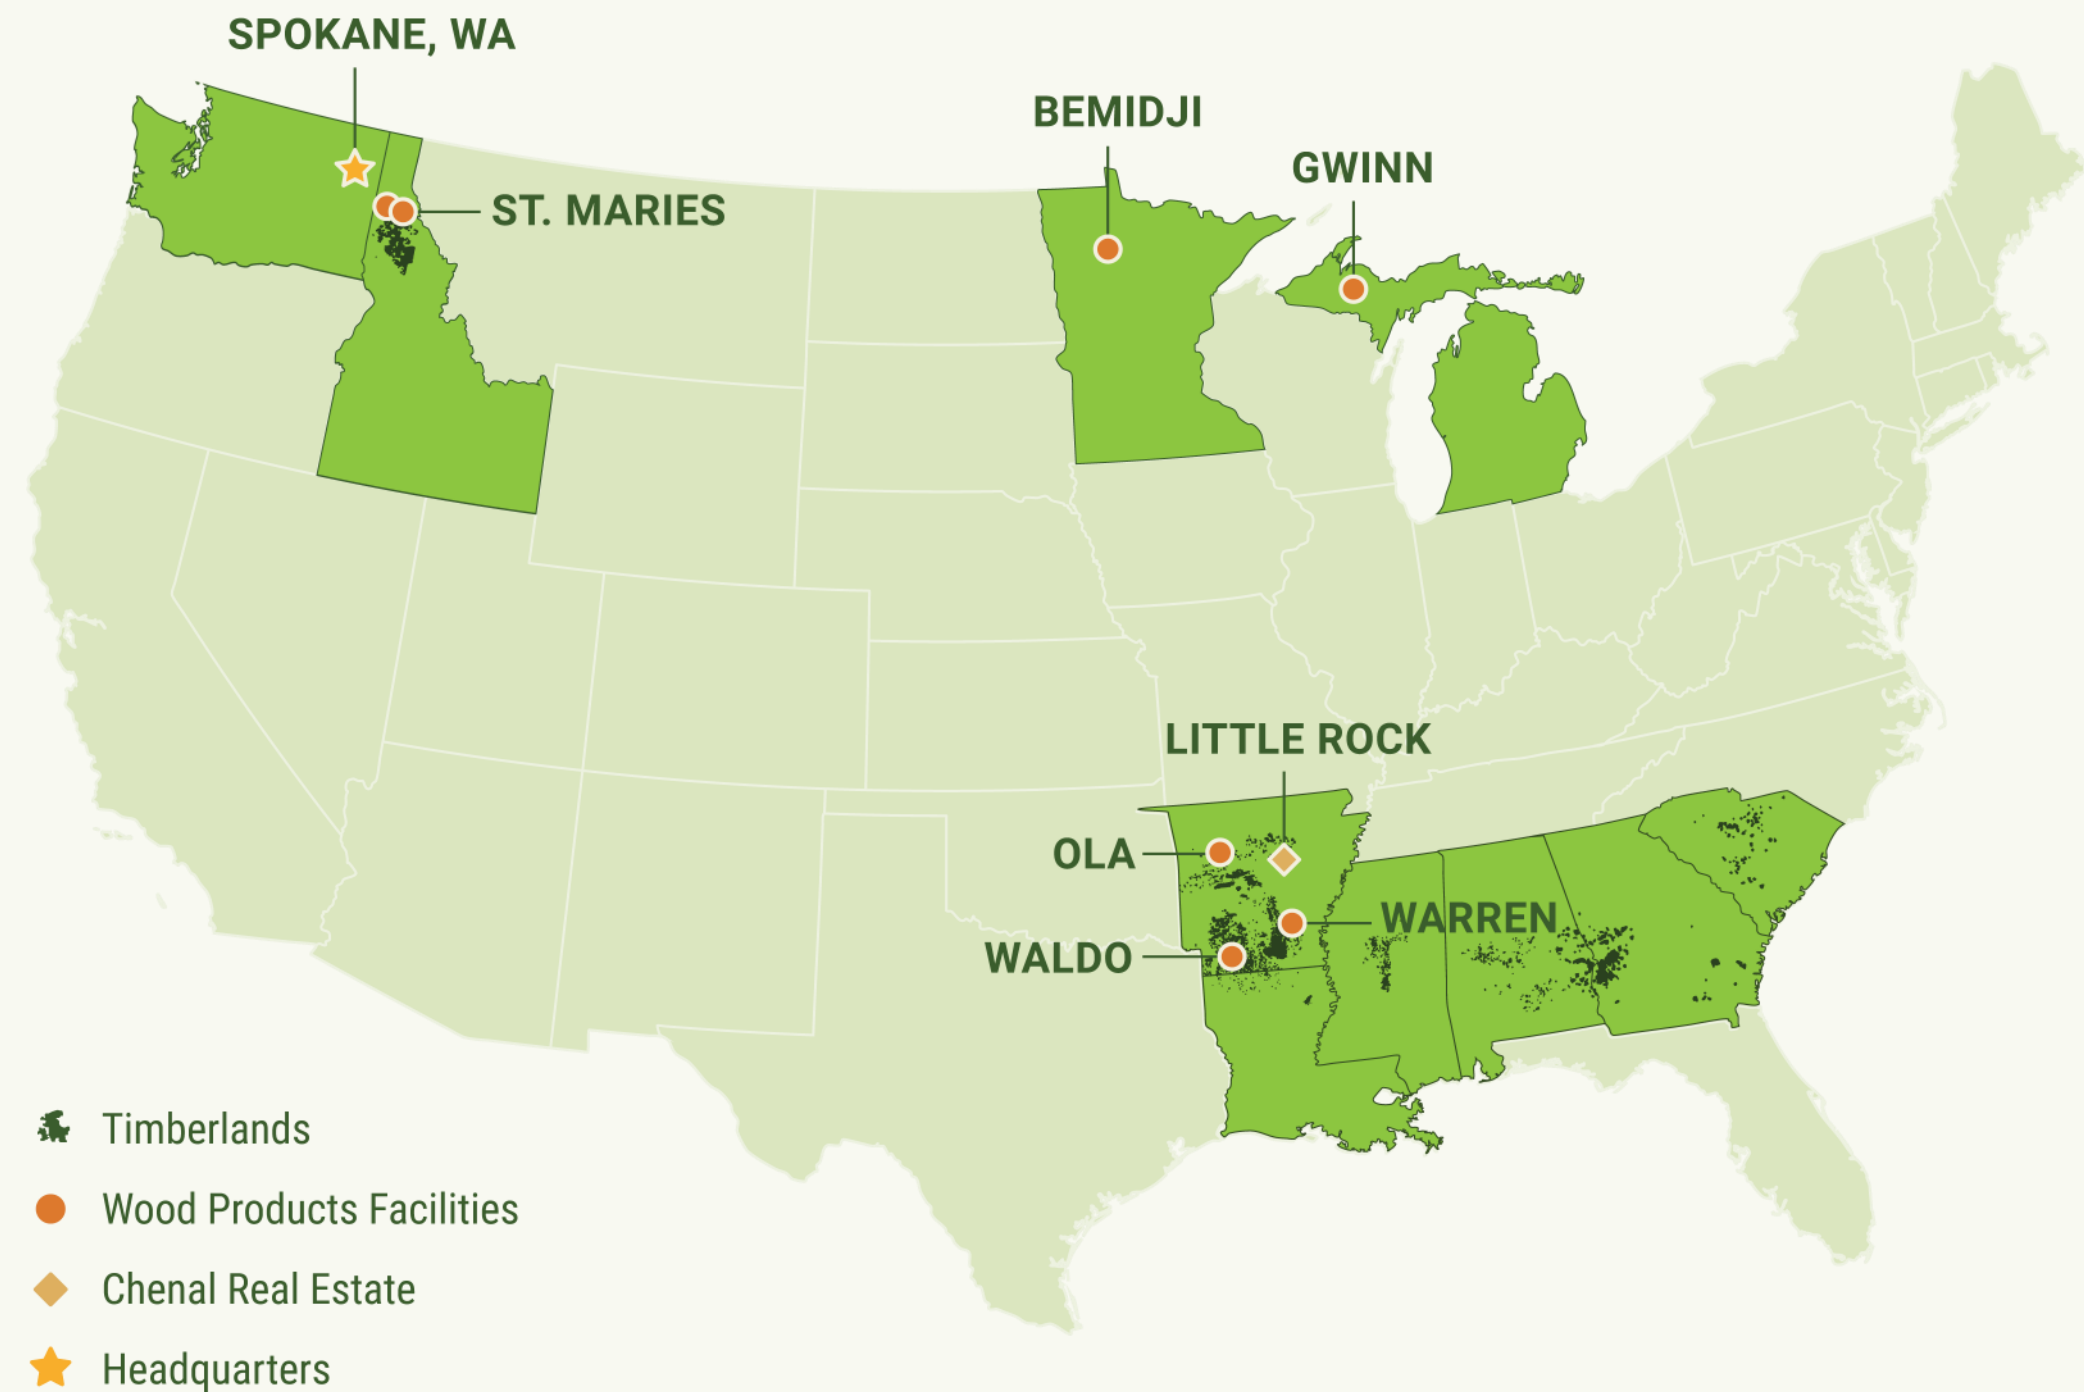 SPOKANE, WA
BEMIDJI
GWINN
ST. MARIES
LITTLE ROCK
OLA
WARREN
WALDO
Timberlands
Wood Products Facilities
Chenal Real Estate
Headquarters